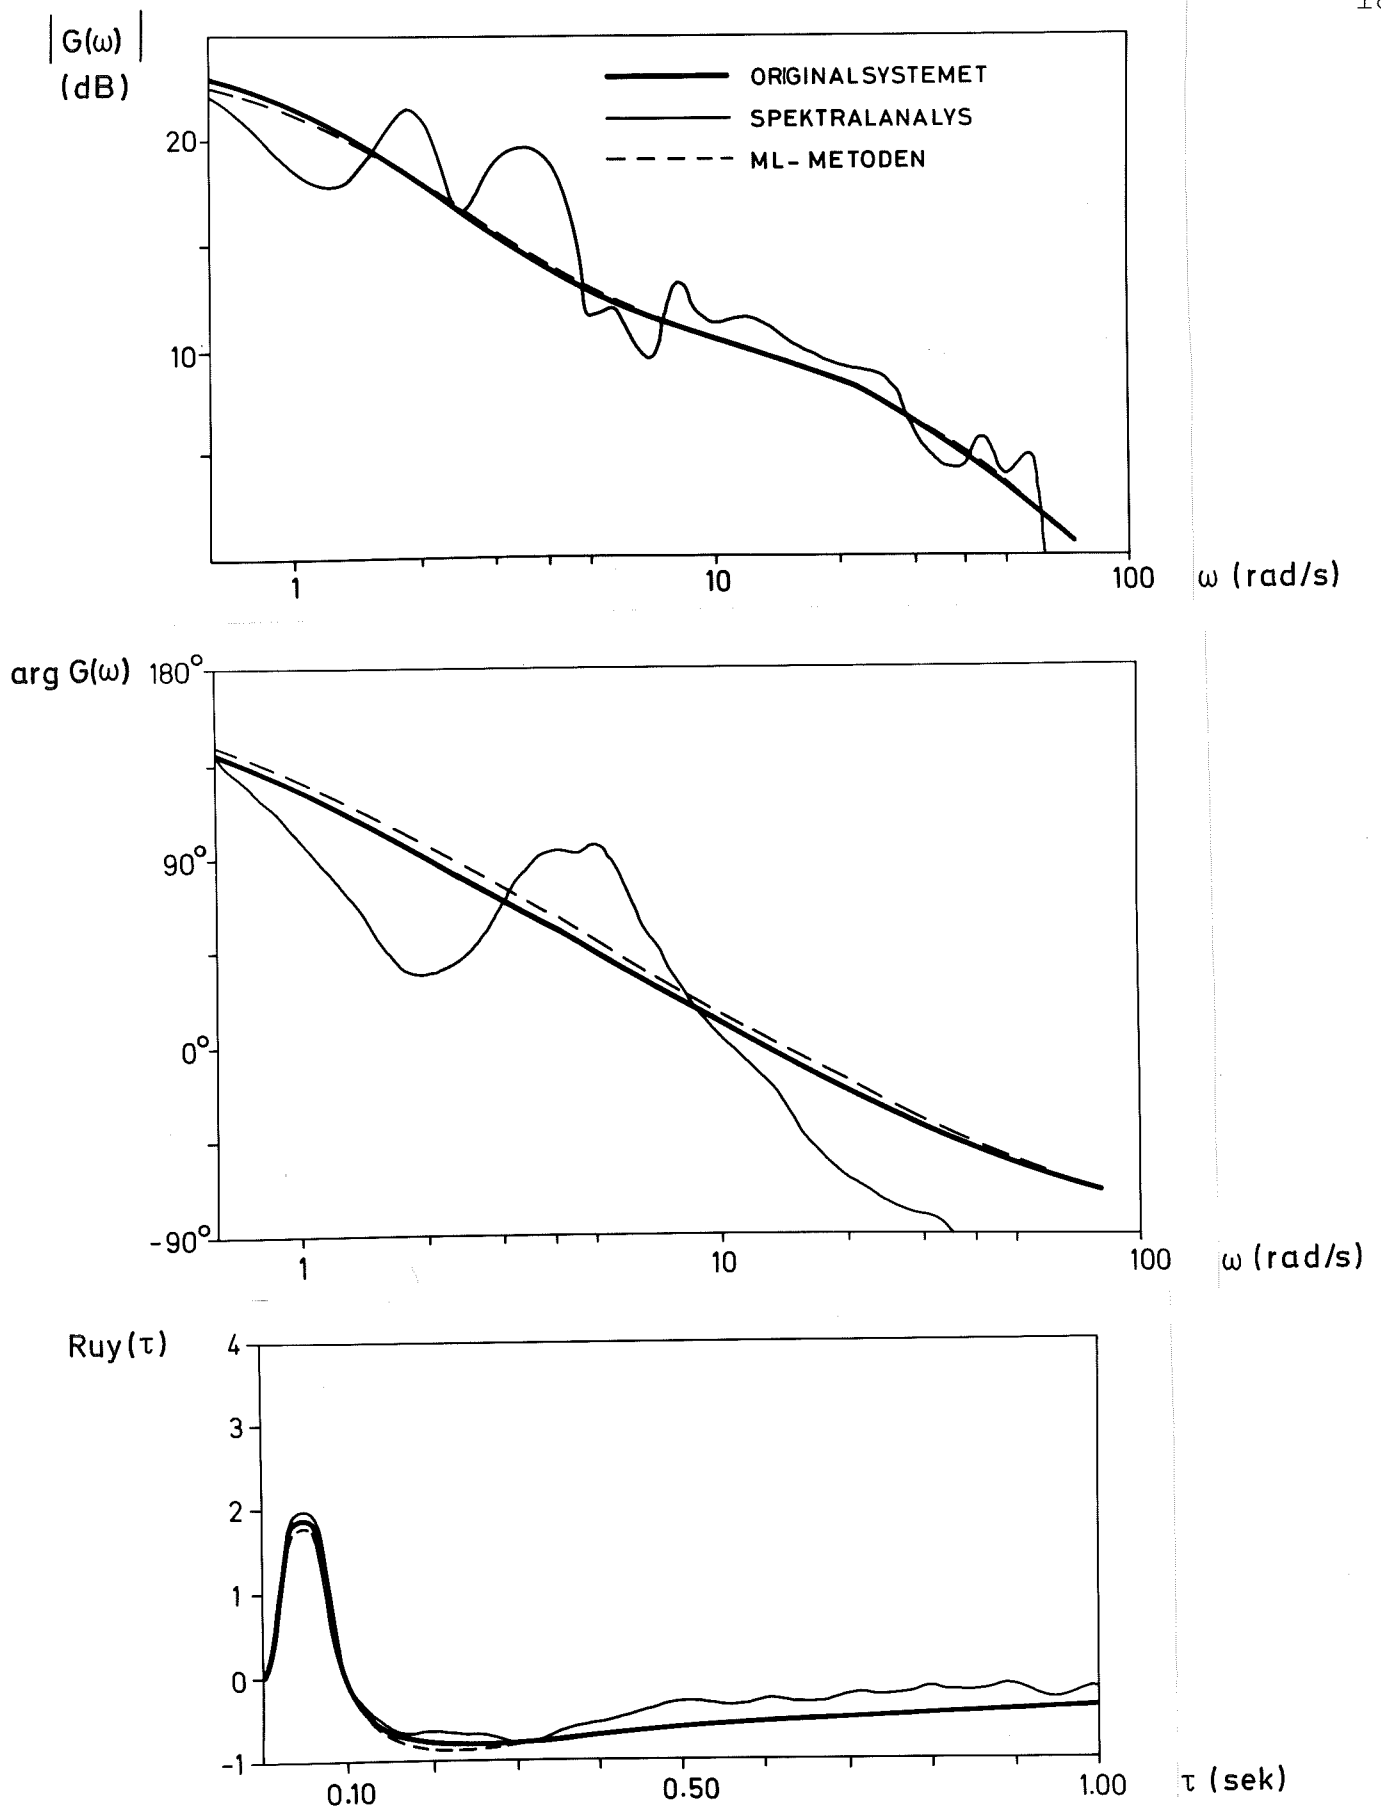 |G(ω)|
(dB)
ORIGINALSYSTEMET
SPEKTRALANALYS
ML-METODEN
20
10
1 10 100 ω (rad/s)
arg G(ω) 180°
90°
0°
-90°
1 10 100 ω (rad/s)
Ruy(τ) 4
3
2
1
0
-1
0.10 0.50 1.00 τ (sek)